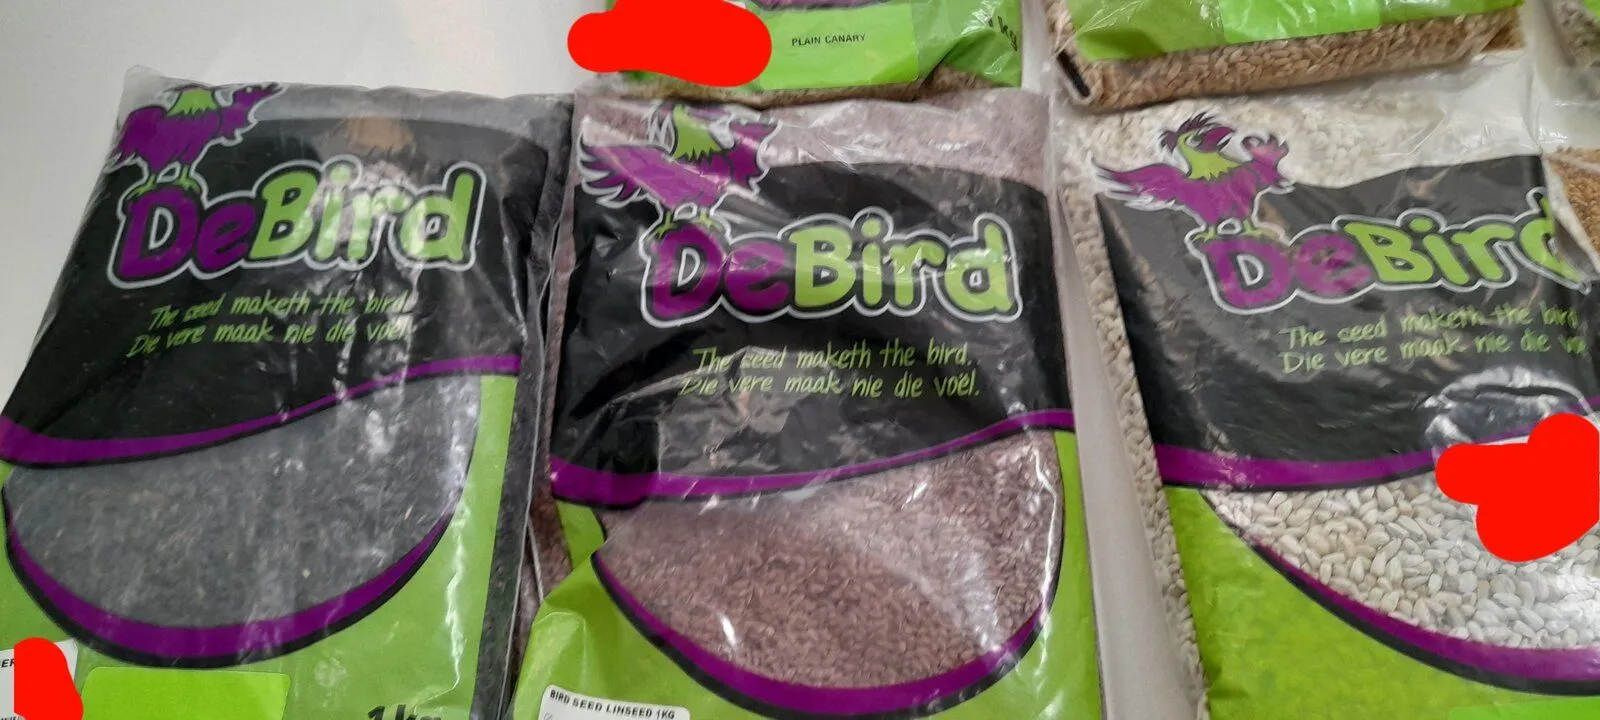 PLAIN CANARY
1kg
DeBird
The seed maketh the bird.
Die vere maak nie die voël.
1kg
DeBird
The seed maketh the bird.
Die vere maak nie die voël.
BIRD SEED LINSEED 1KG
DeBird
The seed maketh the bird
Die vere maak nie die